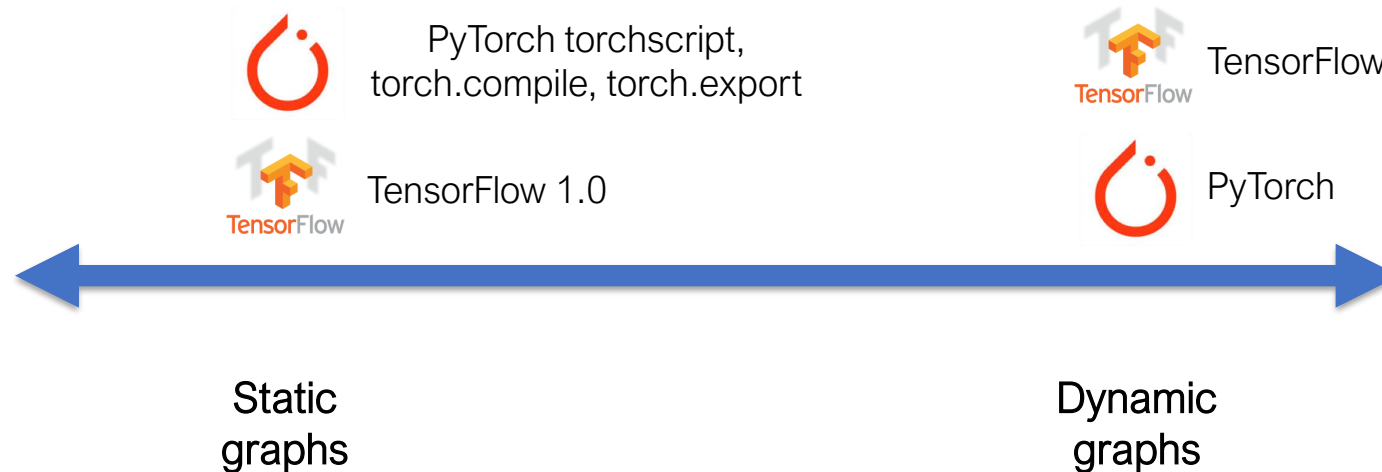 PyTorch torchscript,
torch.compile, torch.export
TensorFlow
TensorFlow
TensorFlow
TensorFlow 1.0
PyTorch
Static
graphs
Dynamic
graphs